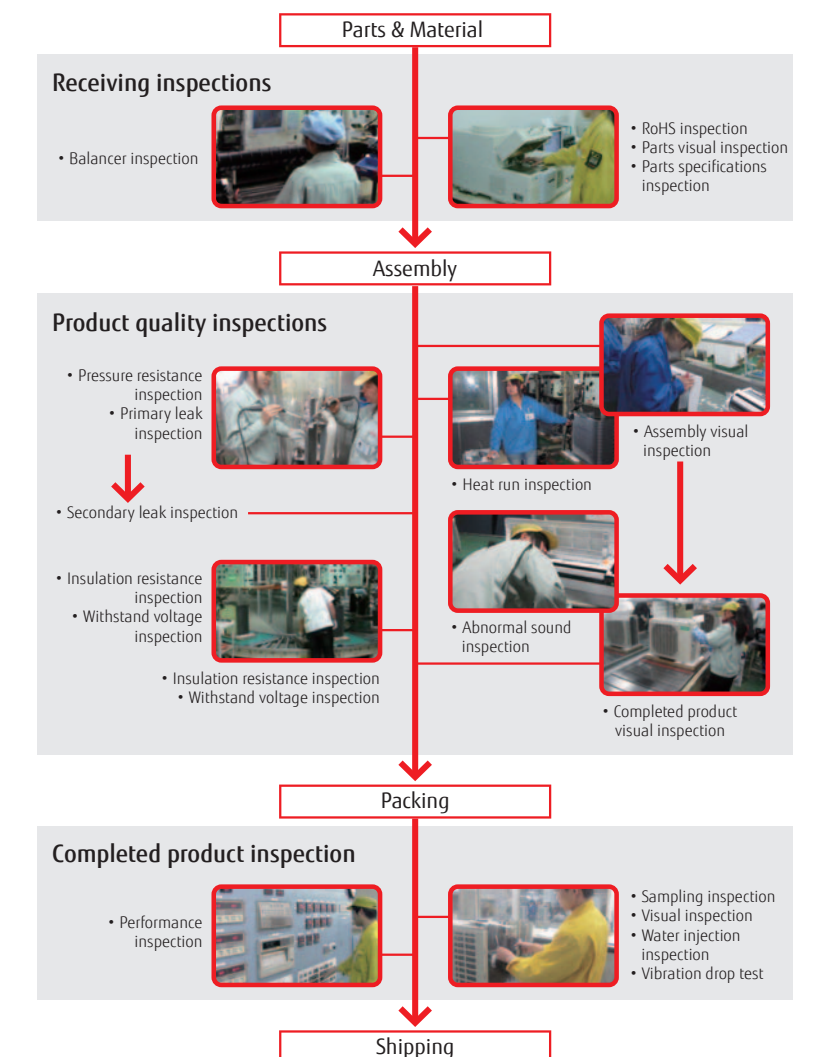 Parts & Material
Receiving inspections
• Balancer inspection
• RoHS inspection
• Parts visual inspection
• Parts specifications
inspection
Assembly
Product quality inspections
• Pressure resistance
inspection
• Primary leak
inspection
• Assembly visual
inspection
• Heat run inspection
• Secondary leak inspection
• Insulation resistance
inspection
• Withstand voltage
inspection
• Abnormal sound
inspection
• Insulation resistance inspection
• Withstand voltage inspection
• Completed product
visual inspection
Packing
Completed product inspection
• Performance
inspection
• Sampling inspection
• Visual inspection
• Water injection
inspection
• Vibration drop test
Shipping